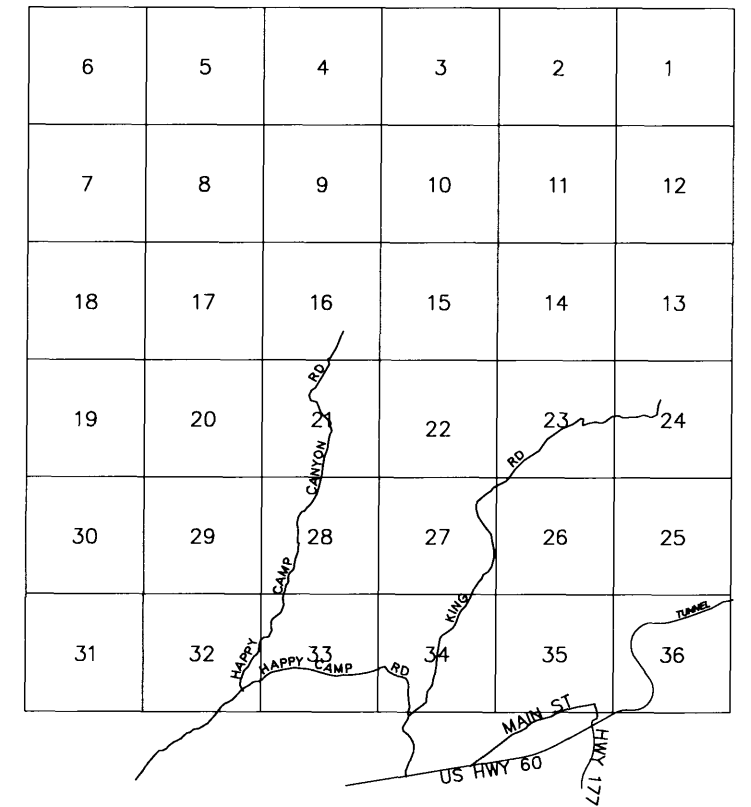 6 5 4 3 2 1
7 8 9 10 11 12
18 17 16 15 14 13
RD
19 20 21 22 23 24
CANYON
RD
30 29 28 27 26 25
CAMP
KING
TUNNEL
31 32 33 34 35 36
HAPPY
HAPPY CAMP RD
MAIN ST
US HWY 60
HWY 177